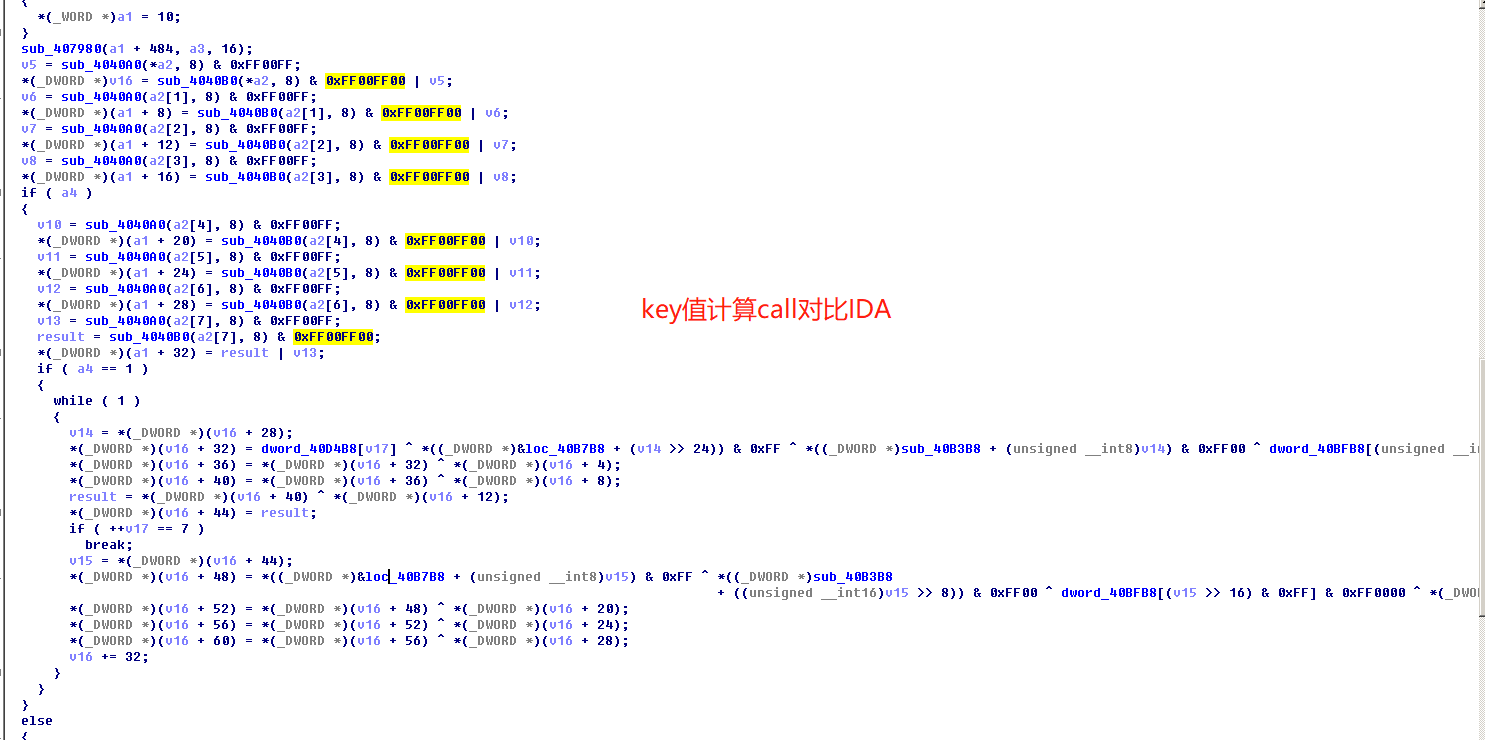 {
*(_WORD *)a1 = 10;
}
sub_407980(a1 + 484, a3, 16);
v5 = sub_4040A0(*a2, 8) & 0xFF00FF;
*(_DWORD *)v16 = sub_4040B0(*a2, 8) & 0xFF00FF00 | v5;
v6 = sub_4040A0(a2[1], 8) & 0xFF00FF;
*(_DWORD *)(a1 + 8) = sub_4040B0(a2[1], 8) & 0xFF00FF00 | v6;
v7 = sub_4040A0(a2[2], 8) & 0xFF00FF;
*(_DWORD *)(a1 + 12) = sub_4040B0(a2[2], 8) & 0xFF00FF00 | v7;
v8 = sub_4040A0(a2[3], 8) & 0xFF00FF;
*(_DWORD *)(a1 + 16) = sub_4040B0(a2[3], 8) & 0xFF00FF00 | v8;
if ( a4 )
{
v10 = sub_4040A0(a2[4], 8) & 0xFF00FF;
*(_DWORD *)(a1 + 20) = sub_4040B0(a2[4], 8) & 0xFF00FF00 | v10;
v11 = sub_4040A0(a2[5], 8) & 0xFF00FF;
*(_DWORD *)(a1 + 24) = sub_4040B0(a2[5], 8) & 0xFF00FF00 | v11;
v12 = sub_4040A0(a2[6], 8) & 0xFF00FF;
*(_DWORD *)(a1 + 28) = sub_4040B0(a2[6], 8) & 0xFF00FF00 | v12;
key值计算call对比IDA
v13 = sub_4040A0(a2[7], 8) & 0xFF00FF;
result = sub_4040B0(a2[7], 8) & 0xFF00FF00;
*(_DWORD *)(a1 + 32) = result | v13;
if ( a4 == 1 )
{
while ( 1 )
{
v14 = *(_DWORD *)(v16 + 28);
*(_DWORD *)(v16 + 32) = dword_40D4B8[v17] ^ *((_DWORD *)&loc_40B7B8 + (v14 >> 24)) & 0xFF ^ *((_DWORD *)sub_40B3B8 + (unsigned __int8)v14) & 0xFF00 ^ dword_40BFB8[(unsigned __in
*(_DWORD *)(v16 + 36) = *(_DWORD *)(v16 + 32) ^ *(_DWORD *)(v16 + 4);
*(_DWORD *)(v16 + 40) = *(_DWORD *)(v16 + 36) ^ *(_DWORD *)(v16 + 8);
result = *(_DWORD *)(v16 + 40) ^ *(_DWORD *)(v16 + 12);
*(_DWORD *)(v16 + 44) = result;
if ( ++v17 == 7 )
break;
v15 = *(_DWORD *)(v16 + 44);
*(_DWORD *)(v16 + 48) = *((_DWORD *)&loc_40B7B8 + (unsigned __int8)v15) & 0xFF ^ *((_DWORD *)sub_40B3B8
+ ((unsigned __int16)v15 >> 8)) & 0xFF00 ^ dword_40BFB8[(v15 >> 16) & 0xFF] & 0xFF0000 ^ *(_DWO
*(_DWORD *)(v16 + 52) = *(_DWORD *)(v16 + 48) ^ *(_DWORD *)(v16 + 20);
*(_DWORD *)(v16 + 56) = *(_DWORD *)(v16 + 52) ^ *(_DWORD *)(v16 + 24);
*(_DWORD *)(v16 + 60) = *(_DWORD *)(v16 + 56) ^ *(_DWORD *)(v16 + 28);
v16 += 32;
}
}
}
else
{